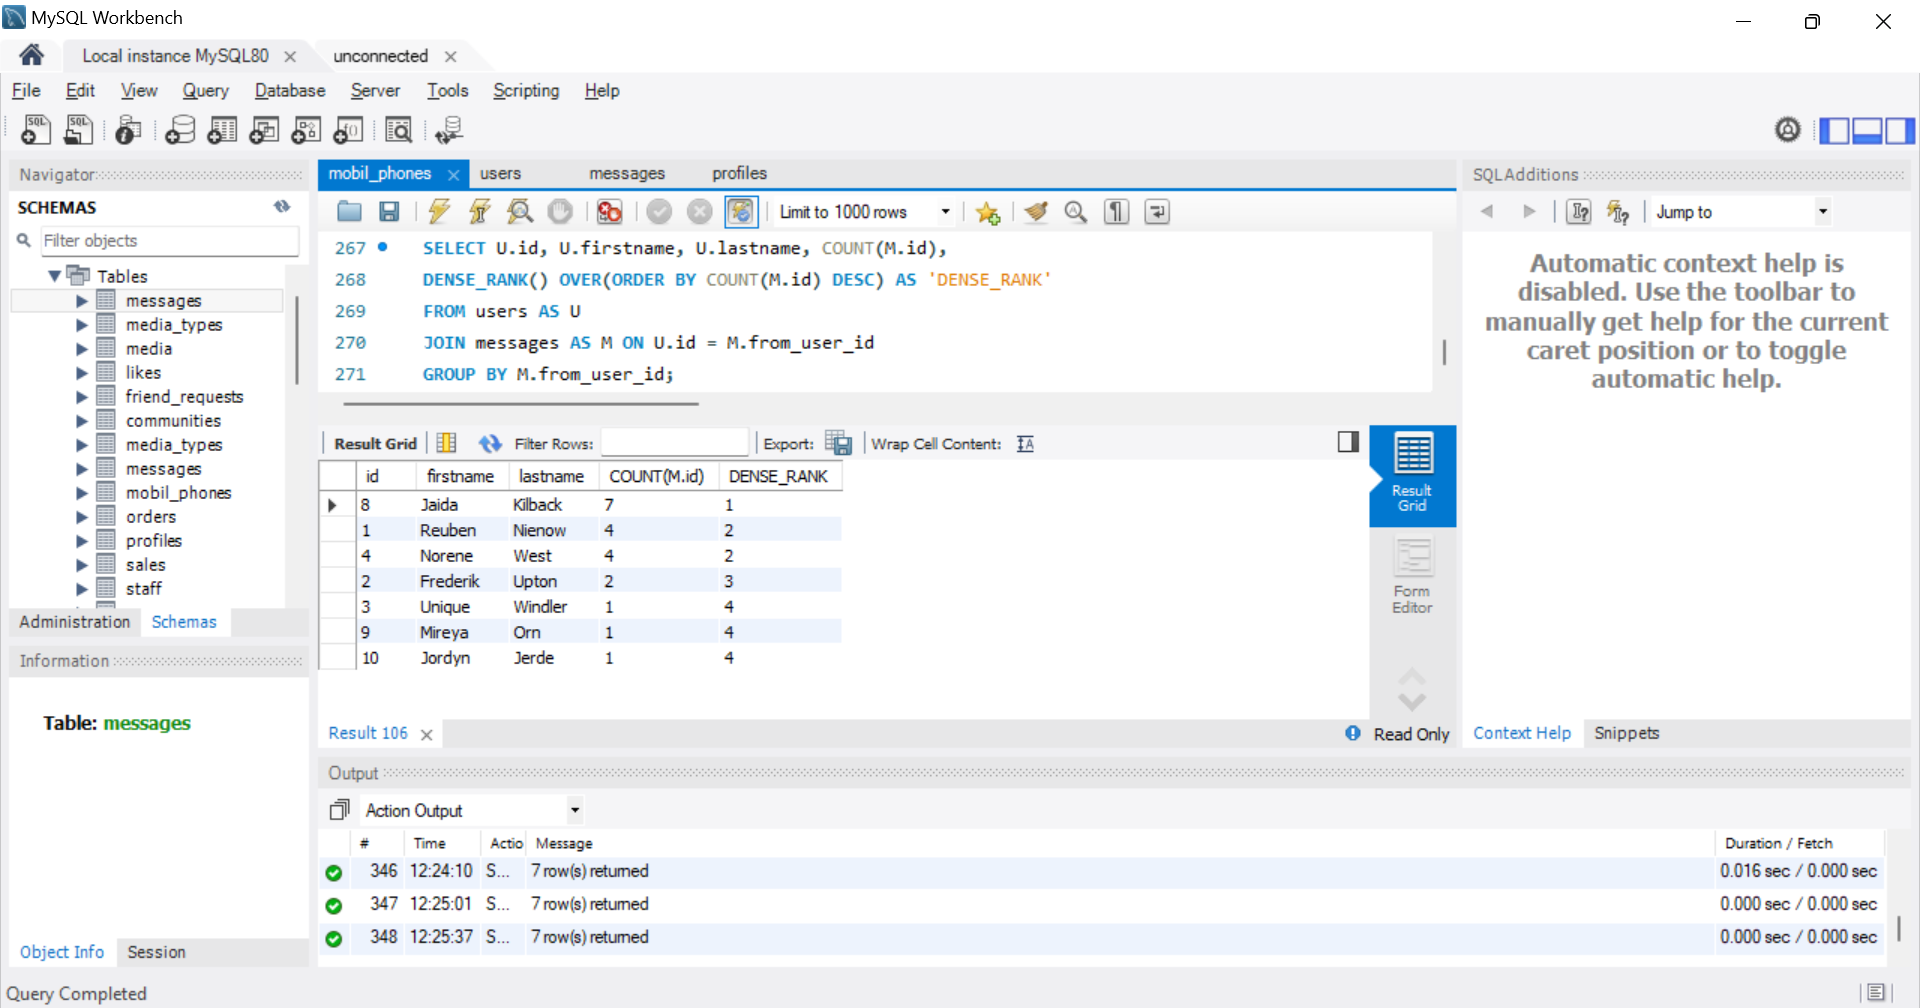 MySQL Workbench
Local instance MySQL80
unconnected
File Edit View Query Database Server Tools Scripting Help
Navigator
SCHEMAS
Filter objects
Tables
messages
media_types
media
likes
friend_requests
communities
media_types
messages
mobil_phones
orders
profiles
sales
staff
Administration Schemas
Information
Table: messages
Object Info Session
mobil_phones users messages profiles
Limit to 1000 rows
267 SELECT U.id, U.firstname, U.lastname, COUNT(M.id),
268 DENSE_RANK() OVER(ORDER BY COUNT(M.id) DESC) AS 'DENSE_RANK'
269 FROM users AS U
270 JOIN messages AS M ON U.id = M.from_user_id
271 GROUP BY M.from_user_id;
Result Grid Filter Rows: Export: Wrap Cell Content:
id firstname lastname COUNT(M.id) DENSE_RANK
8 Jaida Kilback 7 1
1 Reuben Nienow 4 2
4 Norene West 4 2
2 Frederik Upton 2 3
3 Unique Windler 1 4
9 Mireya Orn 1 4
10 Jordyn Jerde 1 4
Result
Grid
Form
Editor
Result 106
Read Only
SQLAdditions
Jump to
Automatic context help is
disabled. Use the toolbar to
manually get help for the current
caret position or to toggle
automatic help.
Context Help Snippets
Output
Action Output
# Time Actio Message Duration / Fetch
346 12:24:10 S... 7 row(s) returned 0.016 sec / 0.000 sec
347 12:25:01 S... 7 row(s) returned 0.000 sec / 0.000 sec
348 12:25:37 S... 7 row(s) returned 0.000 sec / 0.000 sec
Query Completed